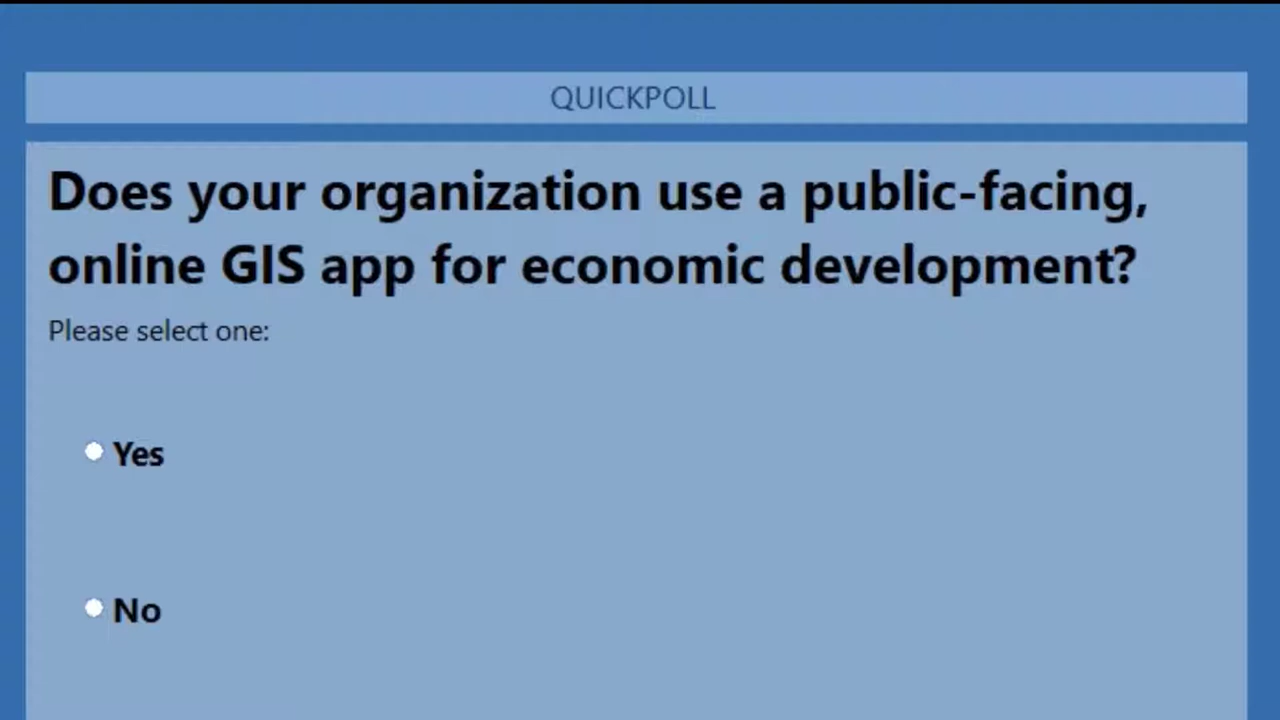 QUICKPOLL
Does your organization use a public-facing,
online GIS app for economic development?
Please select one:
Yes
No